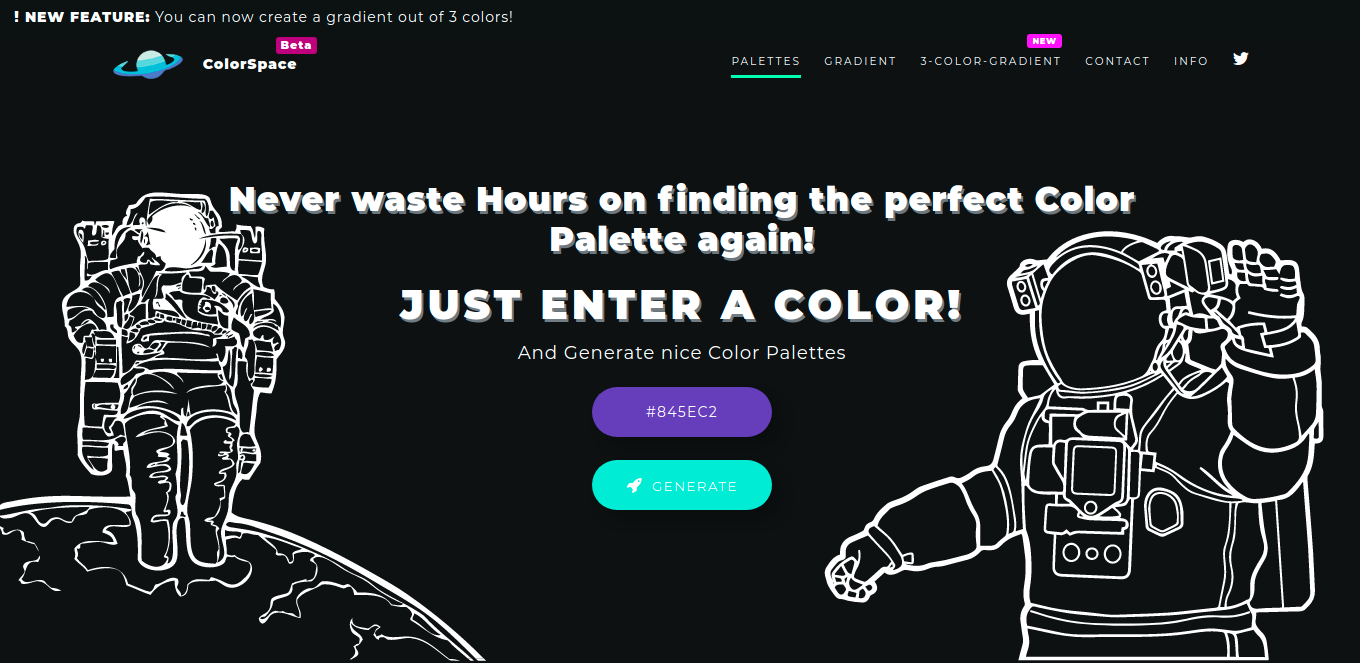 ! NEW FEATURE: You can now create a gradient out of 3 colors!
Beta
ColorSpace
NEW
PALETTES GRADIENT 3-COLOR-GRADIENT CONTACT INFO
Never waste Hours on finding the perfect Color
Palette again!
JUST ENTER A COLOR!
And Generate nice Color Palettes
#845EC2
GENERATE